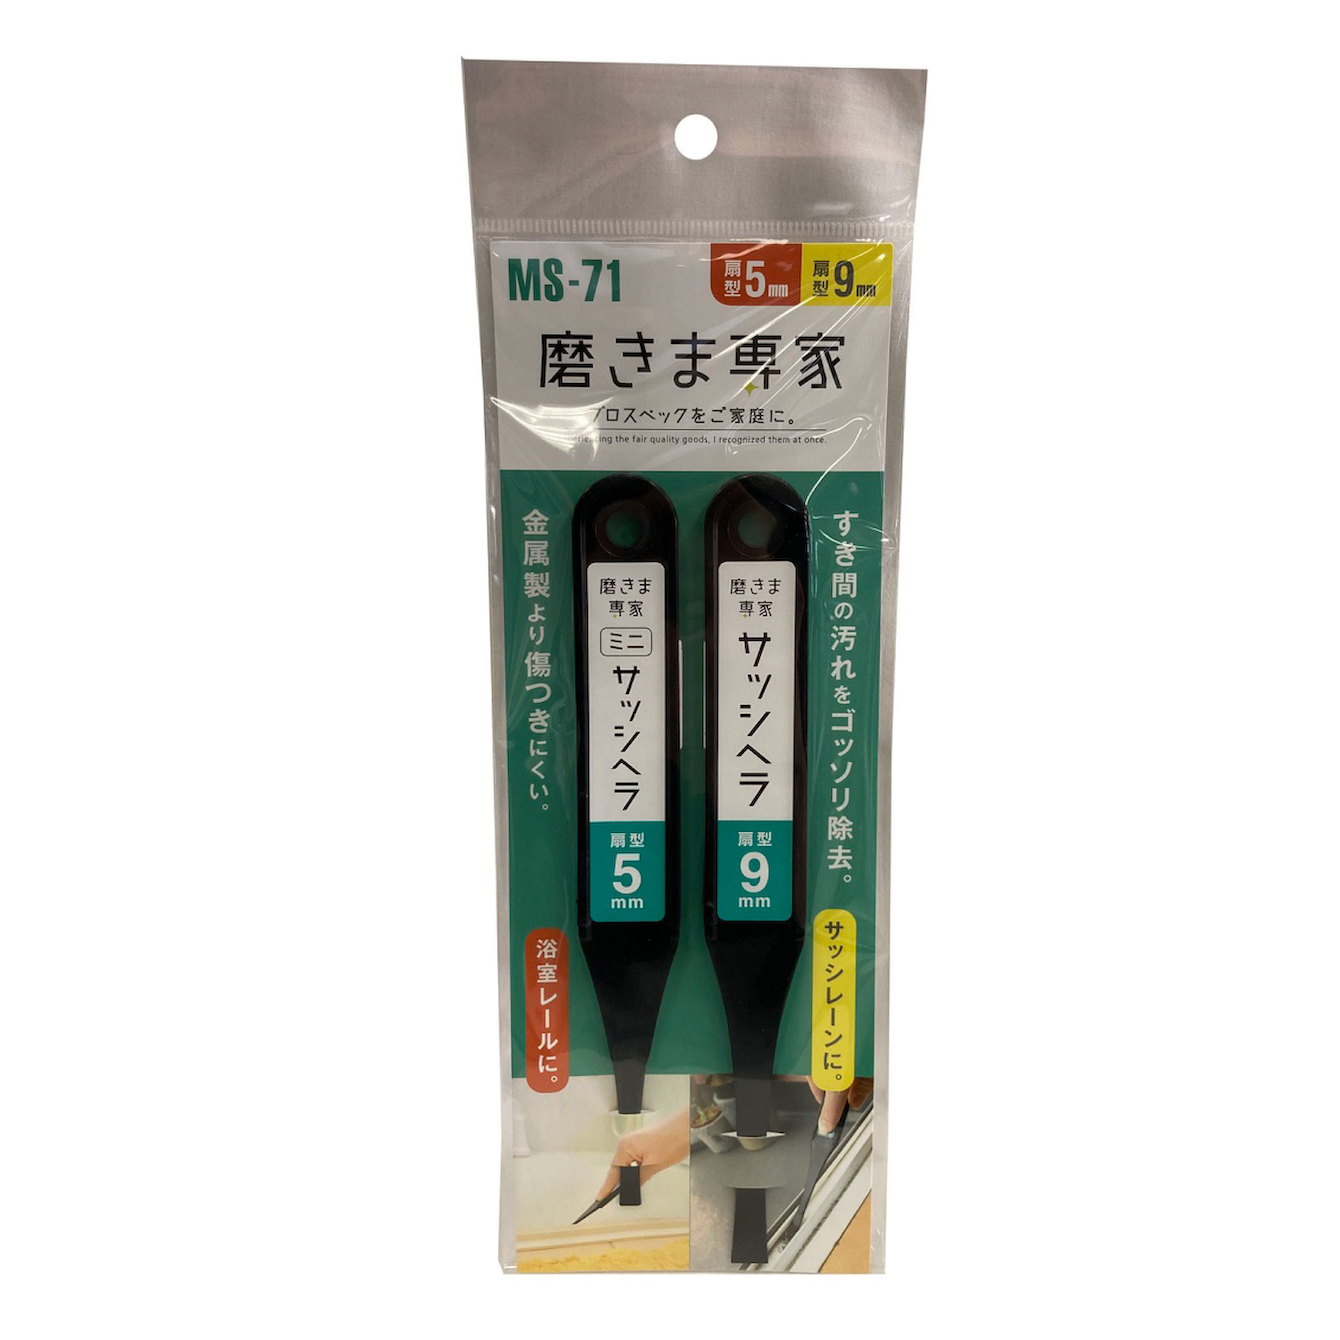 MS-71
扇型5mm
扇型9mm
磨きま専家
プロスペックをご家庭に。
the fair quality goods, I recognized them at once.
金属製より傷つきにくい。
磨きま
専家
ミニ
サッシヘラ
扇型
5
mm
磨きま
専家
サッシヘラ
扇型
9
mm
すき間の汚れをゴッソリ除去。
浴室レールに。
サッシレーンに。